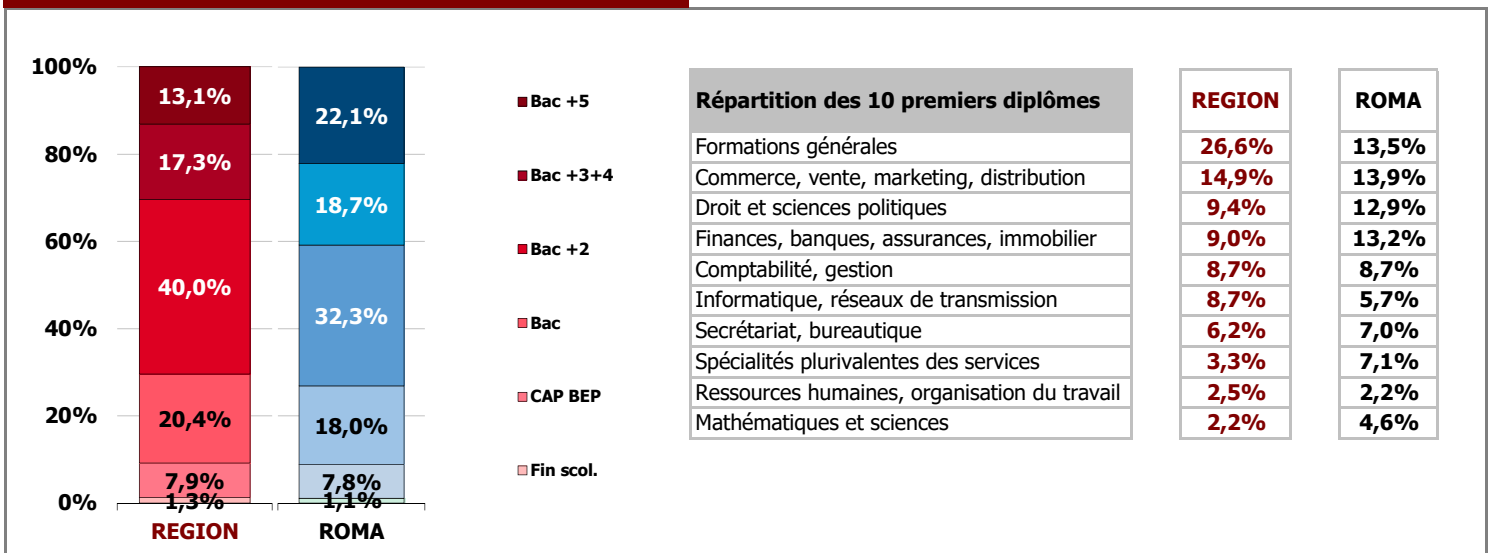 100%
80%
60%
40%
20%
0%
13,1%
17,3%
40,0%
20,4%
7,9%
1,3%
REGION
22,1%
18,7%
32,3%
18,0%
7,8%
1,1%
ROMA
Bac +5
Bac +3+4
Bac +2
Bac
CAP BEP
Fin scol.
Répartition des 10 premiers diplômes REGION ROMA
Formations générales 26,6% 13,5%
Commerce, vente, marketing, distribution 14,9% 13,9%
Droit et sciences politiques 9,4% 12,9%
Finances, banques, assurances, immobilier 9,0% 13,2%
Comptabilité, gestion 8,7% 8,7%
Informatique, réseaux de transmission 8,7% 5,7%
Secrétariat, bureautique 6,2% 7,0%
Spécialités plurivalentes des services 3,3% 7,1%
Ressources humaines, organisation du travail 2,5% 2,2%
Mathématiques et sciences 2,2% 4,6%